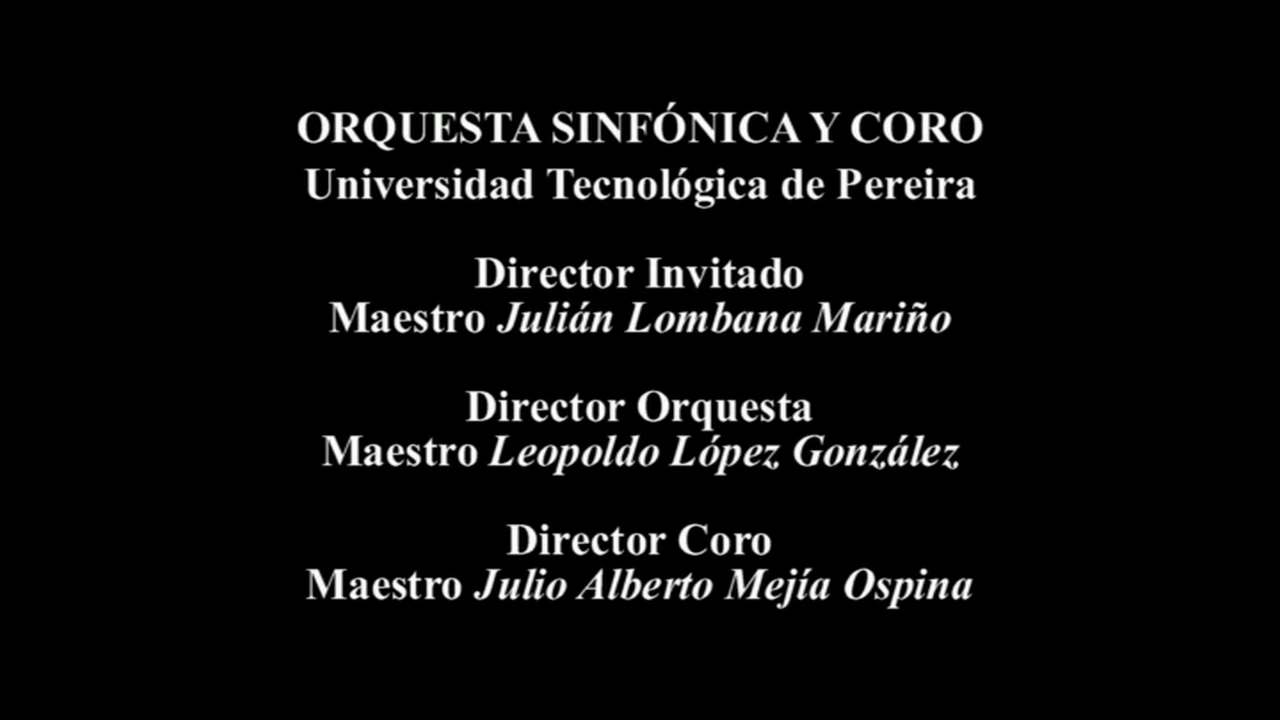 ORQUESTA SINFÓNICA Y CORO
Universidad Tecnológica de Pereira
Director Invitado
Maestro Julián Lombana Mariño
Director Orquesta
Maestro Leopoldo López González
Director Coro
Maestro Julio Alberto Mejía Ospina